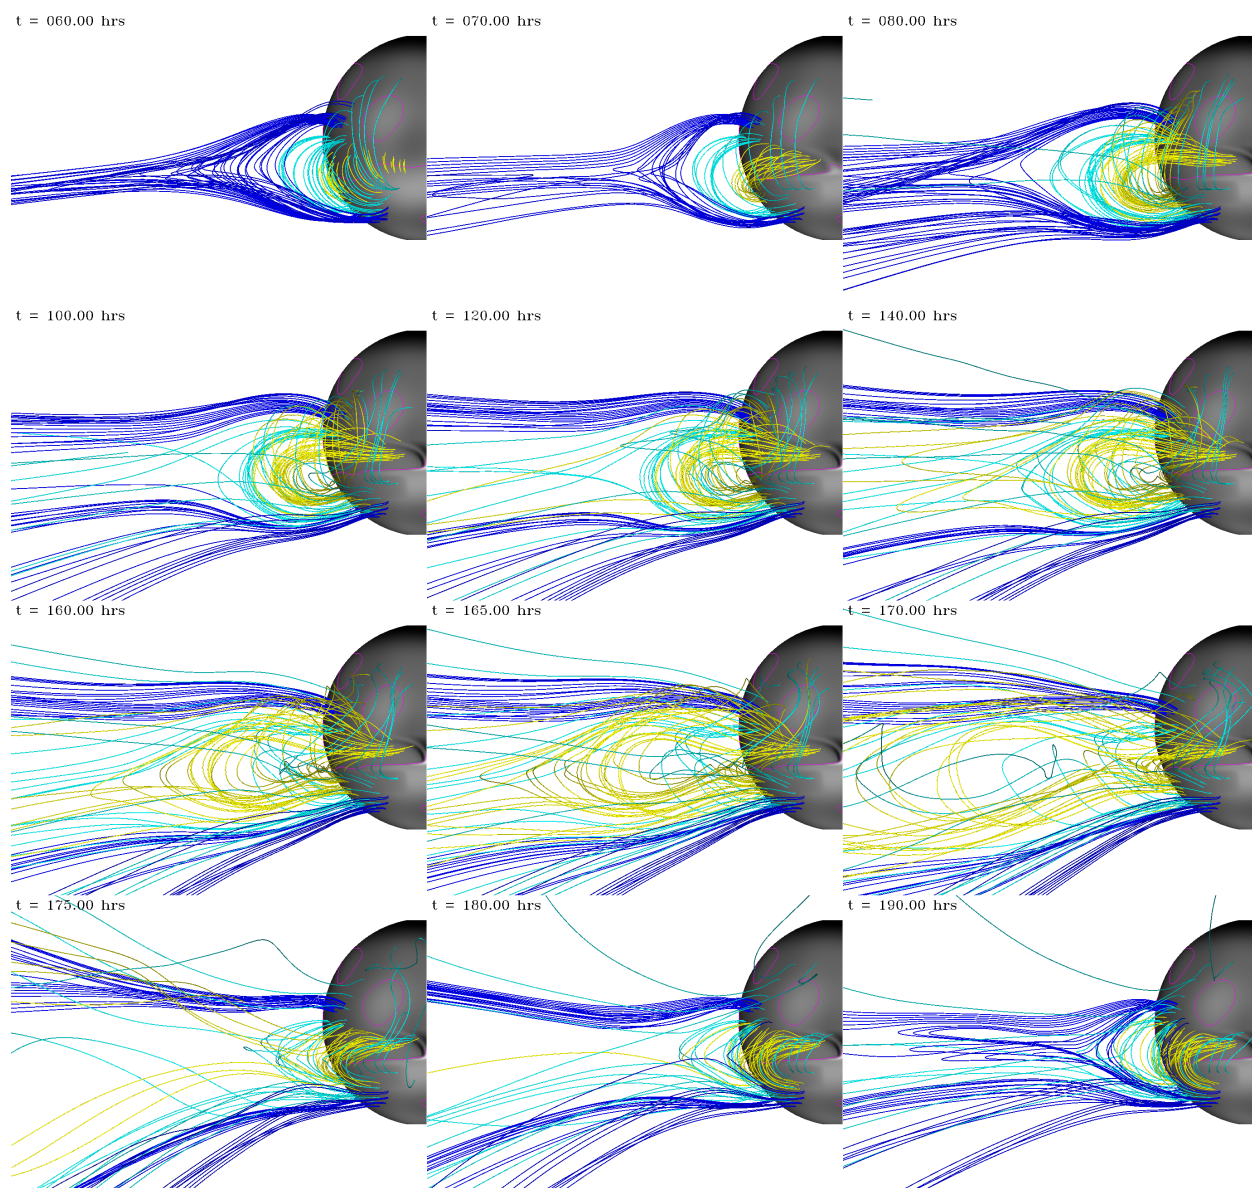 t = 060.00 hrs
t = 070.00 hrs
t = 080.00 hrs
t = 100.00 hrs
t = 120.00 hrs
t = 140.00 hrs
t = 160.00 hrs
t = 165.00 hrs
t = 170.00 hrs
t = 175.00 hrs
t = 180.00 hrs
t = 190.00 hrs